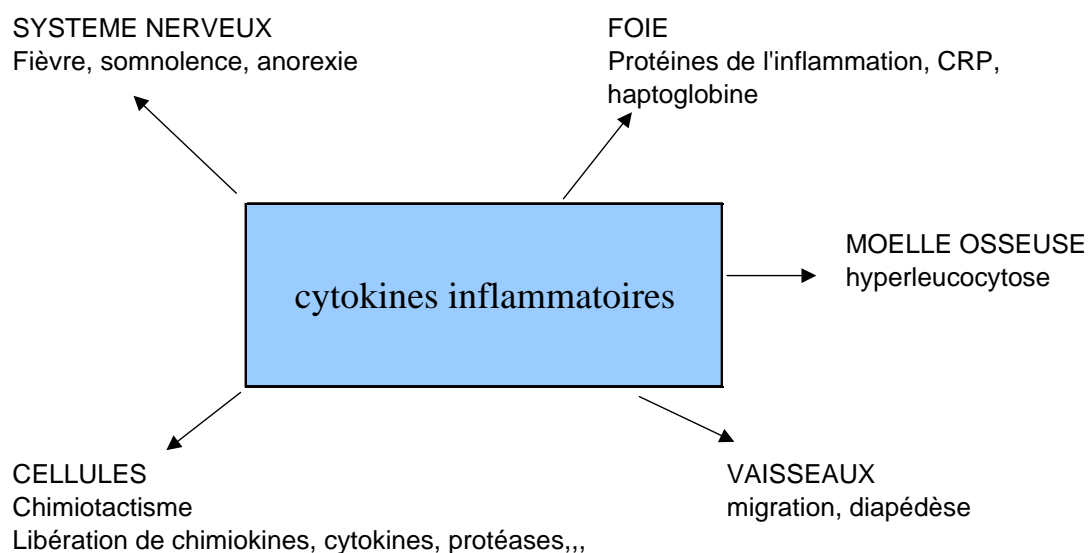 SYSTEME NERVEUX
Fièvre, somnolence, anorexie
FOIE
Protéines de l'inflammation, CRP,
haptoglobine
MOELLE OSSEUSE
hyperleucocytose
cytokines inflammatoires
CELLULES
Chimiotactisme
Libération de chimiokines, cytokines, protéases,,,
VAISSEAUX
migration, diapédèse